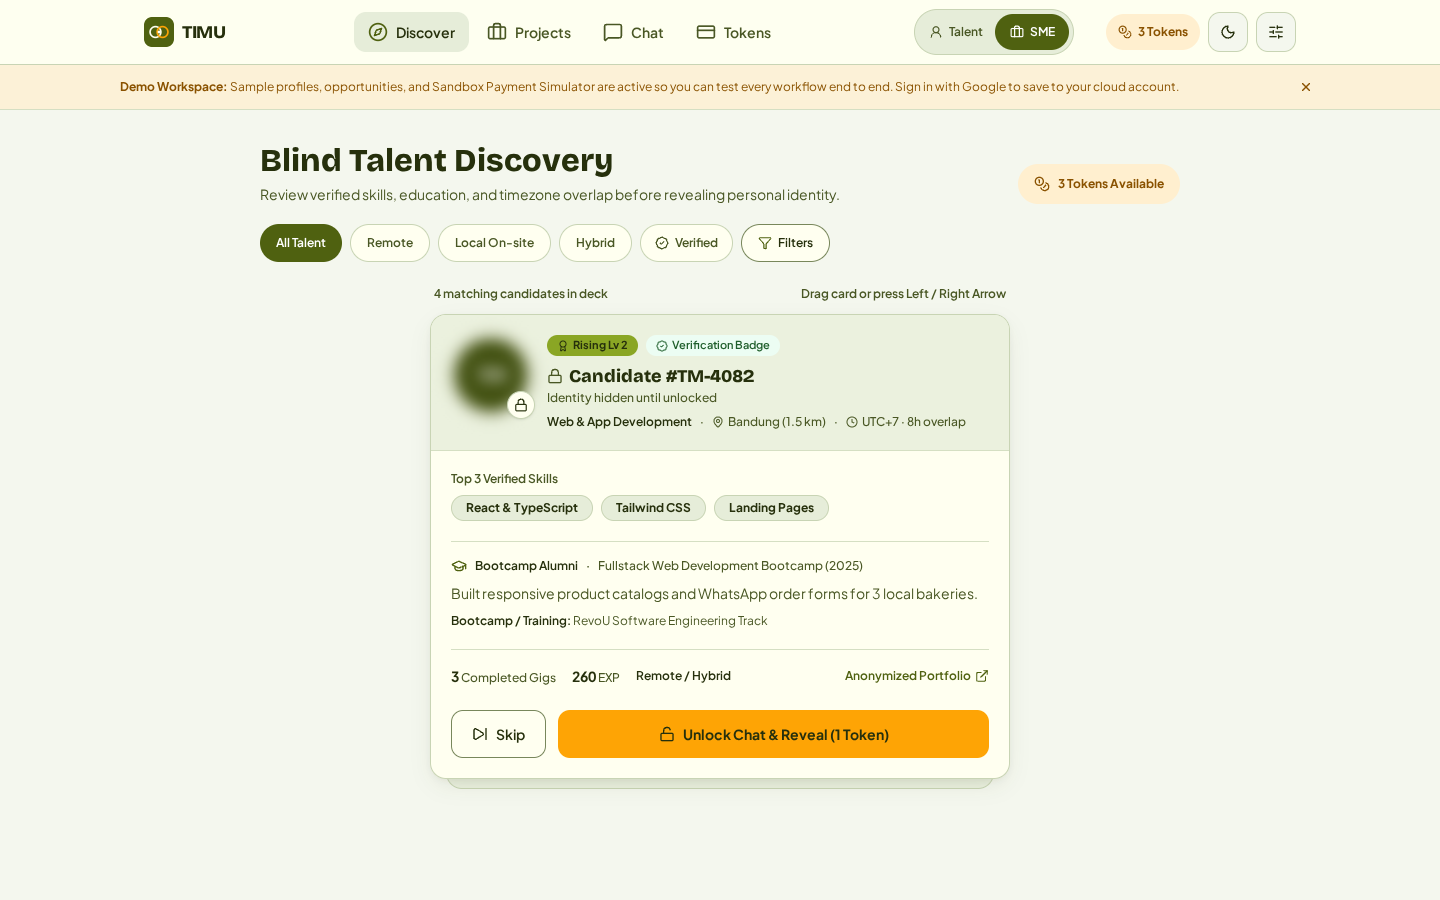 TIMU
Discover
Projects
Chat
Tokens
Talent
SME
3 Tokens
Demo Workspace: Sample profiles, opportunities, and Sandbox Payment Simulator are active so you can test every workflow end to end. Sign in with Google to save to your cloud account.
Blind Talent Discovery
Review verified skills, education, and timezone overlap before revealing personal identity.
3 Tokens Available
All Talent
Remote
Local On-site
Hybrid
Verified
Filters
4 matching candidates in deck
Drag card or press Left / Right Arrow
Rising Lv 2
Verification Badge
Candidate #TM-4082
Identity hidden until unlocked
Web & App Development · Bandung (1.5 km) · UTC+7 · 8h overlap
Top 3 Verified Skills
React & TypeScript
Tailwind CSS
Landing Pages
Bootcamp Alumni · Fullstack Web Development Bootcamp (2025)
Built responsive product catalogs and WhatsApp order forms for 3 local bakeries.
Bootcamp / Training: RevoU Software Engineering Track
3 Completed Gigs
260 EXP
Remote / Hybrid
Anonymized Portfolio
Skip
Unlock Chat & Reveal (1 Token)